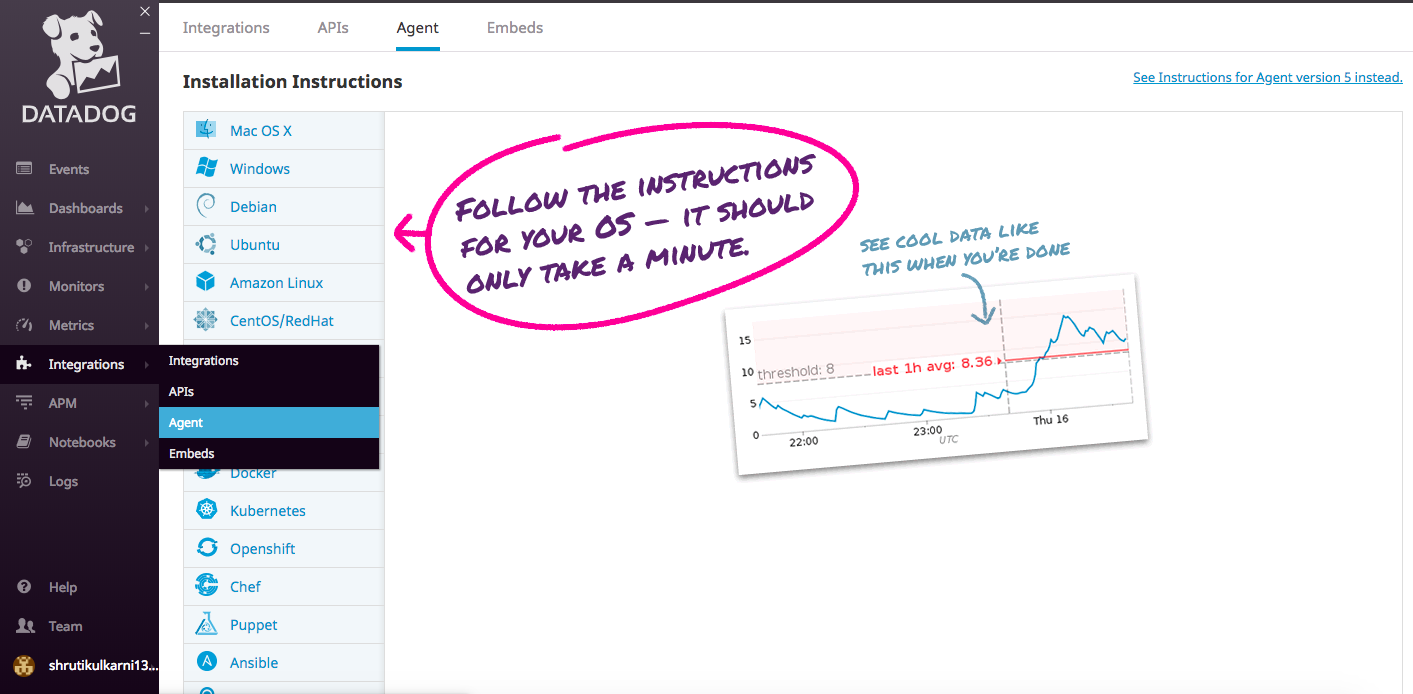 DATADOG
Events
Dashboards
Infrastructure
Monitors
Metrics
Integrations
APM
Notebooks
Logs
Help
Team
shrutikulkarni13...
Integrations
APIs
Agent
Embeds
Integrations
APIs
Agent
Embeds
Installation Instructions
See Instructions for Agent version 5 instead.
Mac OS X
Windows
Debian
Ubuntu
Amazon Linux
CentOS/RedHat
Docker
Kubernetes
Openshift
Chef
Puppet
Ansible
FOLLOW THE INSTRUCTIONS
FOR YOUR OS — IT SHOULD
ONLY TAKE A MINUTE.
SEE COOL DATA LIKE
THIS WHEN YOU'RE DONE
15
10
5
0
threshold: 8
last 1h avg: 8.36
22:00
23:00
Thu 16
UTC